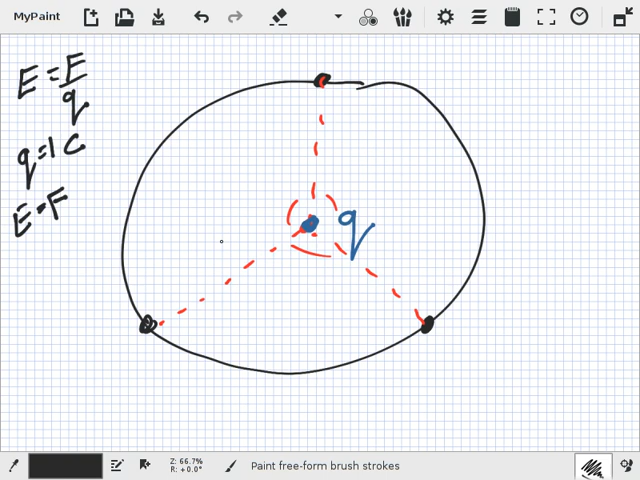 MyPaint
E = F/q
q = 1 C
E = F
q
Z: 66.7%
R: +0.0°
Paint free-form brush strokes